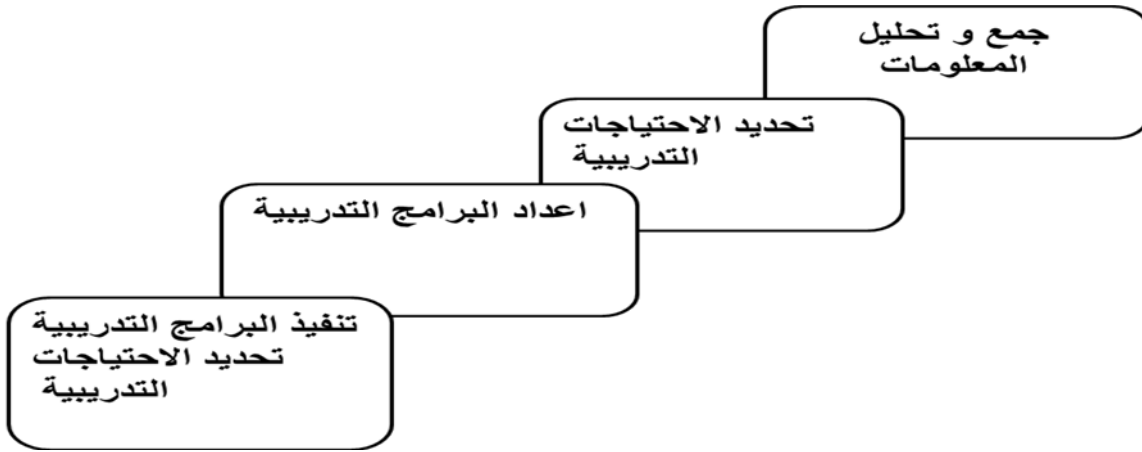 جمع و تحليل
المعلومات
تحديد الاحتياجات
التدريبية
اعداد البرامج التدريبية
تنفيذ البرامج التدريبية
تحديد الاحتياجات
التدريبية